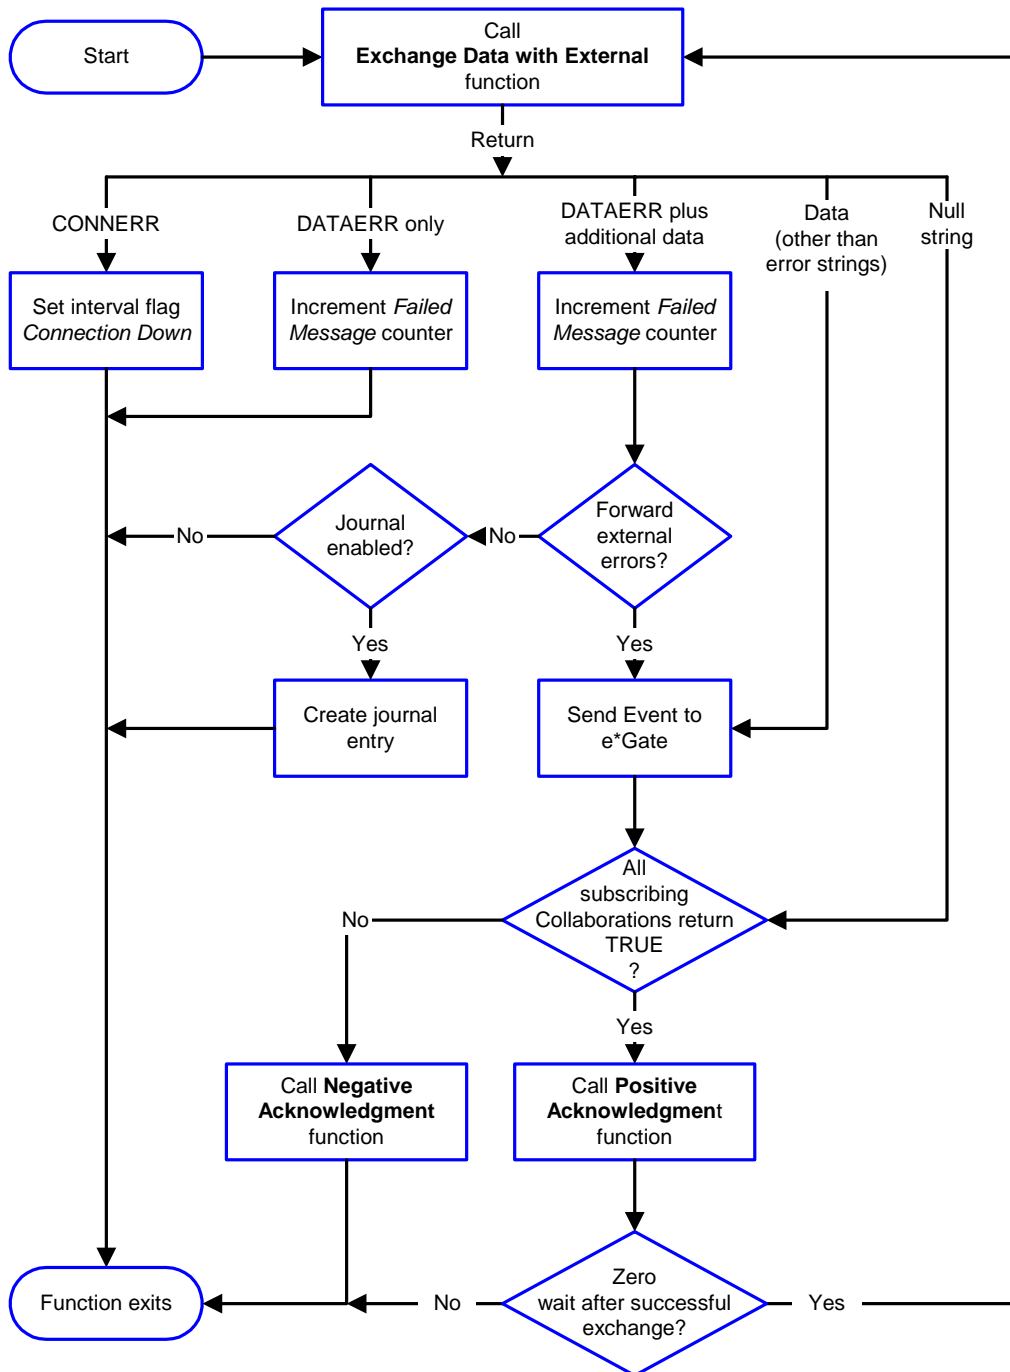 Start
Call
Exchange Data with External
function
Return
CONNERR
DATAERR only
DATAERR plus
additional data
Data
(other than
error strings)
Null
string
Set interval flag
Connection Down
Increment Failed
Message counter
Increment Failed
Message counter
Forward
external
errors?
No
Journal
enabled?
No
Yes
Yes
Create journal
entry
Send Event to
e*Gate
All
subscribing
Collaborations return
TRUE
?
No
Yes
Call Negative
Acknowledgment
function
Call Positive
Acknowledgment
function
Zero
wait after successful
exchange?
No
Yes
Function exits